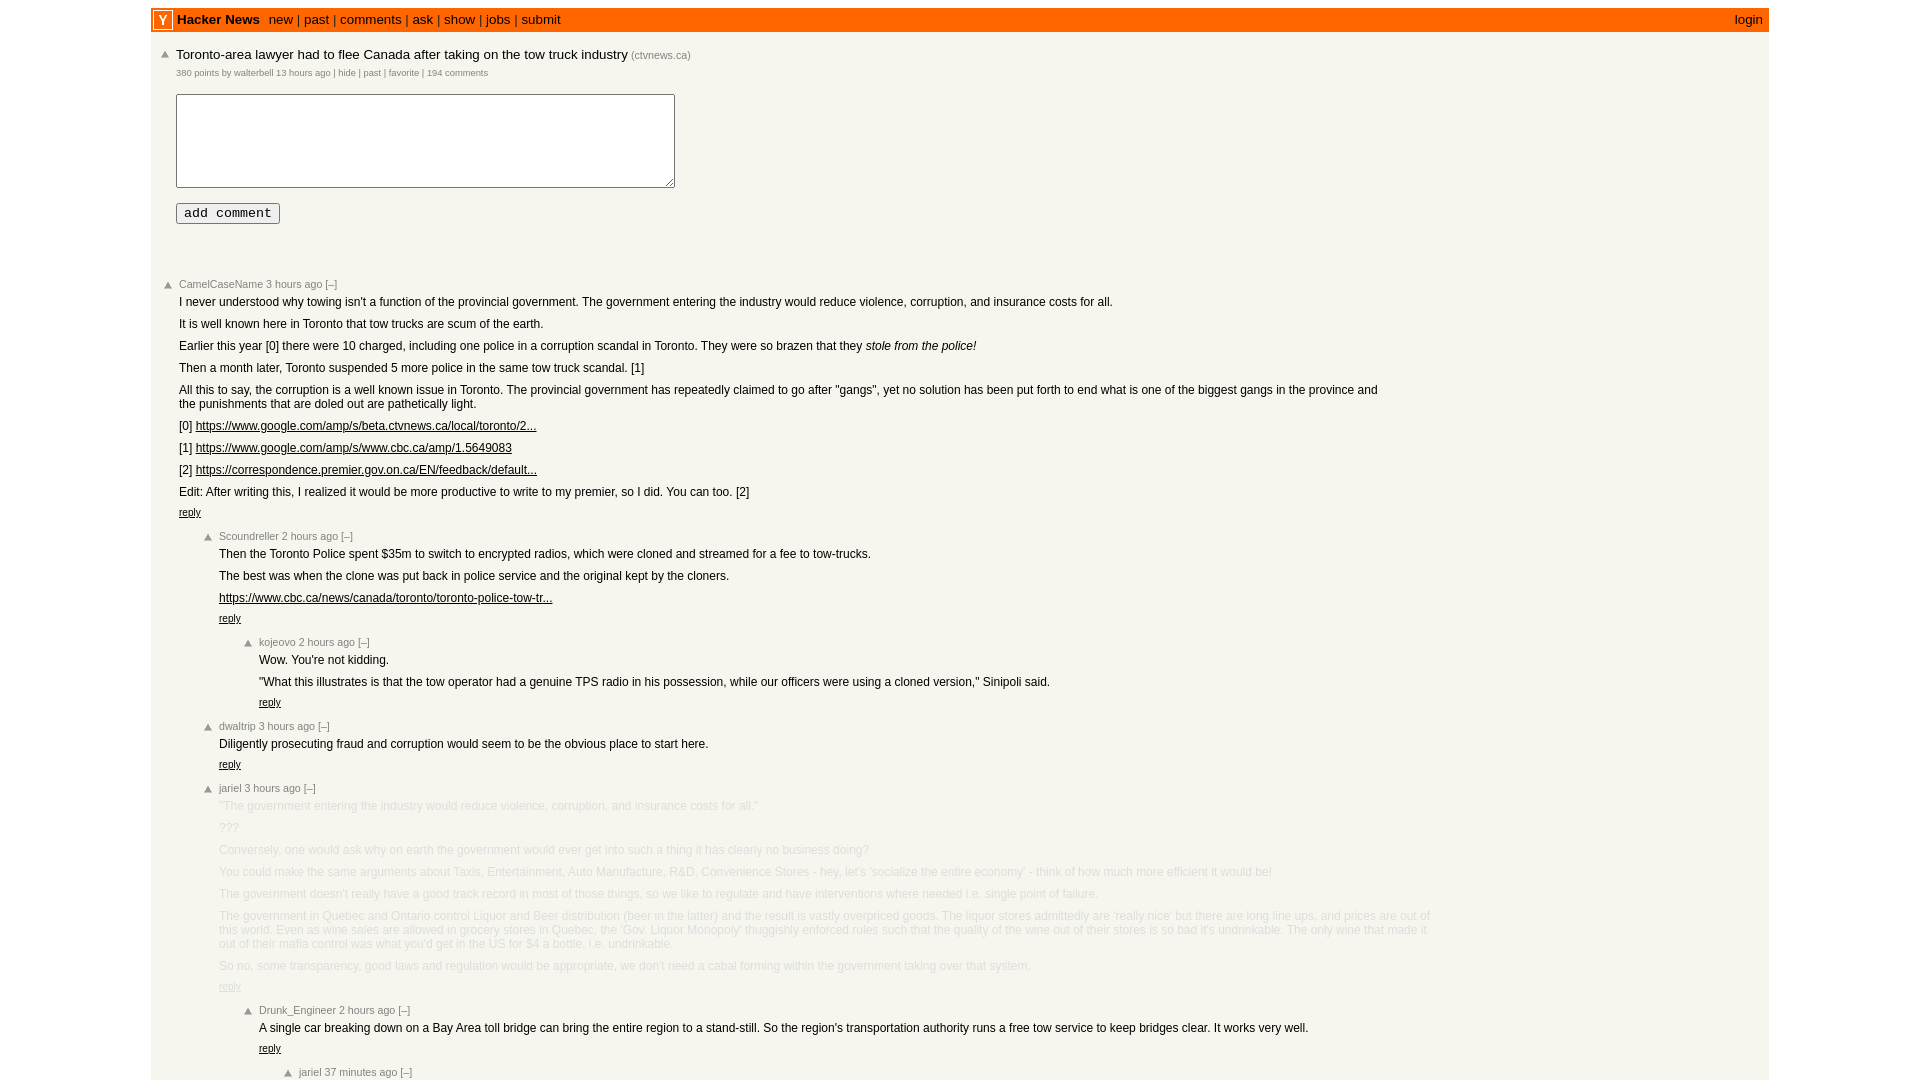 Y Hacker News new | past | comments | ask | show | jobs | submit login
Toronto-area lawyer had to flee Canada after taking on the tow truck industry (ctvnews.ca)
380 points by walterbell 13 hours ago | hide | past | favorite | 194 comments
add comment
CamelCaseName 3 hours ago [–]
I never understood why towing isn't a function of the provincial government. The government entering the industry would reduce violence, corruption, and insurance costs for all.
It is well known here in Toronto that tow trucks are scum of the earth.
Earlier this year [0] there were 10 charged, including one police in a corruption scandal in Toronto. They were so brazen that they stole from the police!
Then a month later, Toronto suspended 5 more police in the same tow truck scandal. [1]
All this to say, the corruption is a well known issue in Toronto. The provincial government has repeatedly claimed to go after "gangs", yet no solution has been put forth to end what is one of the biggest gangs in the province and
the punishments that are doled out are pathetically light.
[0] https://www.google.com/amp/s/beta.ctvnews.ca/local/toronto/2...
[1] https://www.google.com/amp/s/www.cbc.ca/amp/1.5649083
[2] https://correspondence.premier.gov.on.ca/EN/feedback/default...
Edit: After writing this, I realized it would be more productive to write to my premier, so I did. You can too. [2]
reply
Scoundreller 2 hours ago [–]
Then the Toronto Police spent $35m to switch to encrypted radios, which were cloned and streamed for a fee to tow-trucks.
The best was when the clone was put back in police service and the original kept by the cloners.
https://www.cbc.ca/news/canada/toronto/toronto-police-tow-tr...
reply
kojeovo 2 hours ago [–]
Wow. You're not kidding.
"What this illustrates is that the tow operator had a genuine TPS radio in his possession, while our officers were using a cloned version," Sinipoli said.
reply
dwaltrip 3 hours ago [–]
Diligently prosecuting fraud and corruption would seem to be the obvious place to start here.
reply
jariel 3 hours ago [–]
"The government entering the industry would reduce violence, corruption, and insurance costs for all."
???
Conversely, one would ask why on earth the government would ever get into such a thing it has clearly no business doing?
You could make the same arguments about Taxis, Entertainment, Auto Manufacture, R&D, Convenience Stores - hey, let's 'socialize the entire economy' - think of how much more efficient it would be!
The government doesn't really have a good track record in most of those things, so we like to regulate and have interventions where needed i.e. single point of failure.
The government in Quebec and Ontario control Liquor and Beer distribution (beer in the latter) and the result is vastly overpriced goods. The liquor stores admittedly are 'really nice' but there are long line ups, and prices are out of
this world. Even as wine sales are allowed in grocery stores in Quebec, the 'Gov. Liquor Monopoly' thuggishly enforced rules such that the quality of the wine out of their stores is so bad it's undrinkable. The only wine that made it
out of their mafia control was what you'd get in the US for $4 a bottle, i.e. undrinkable.
So no, some transparency, good laws and regulation would be appropriate, we don't need a cabal forming within the government taking over that system.
reply
Drunk_Engineer 2 hours ago [–]
A single car breaking down on a Bay Area toll bridge can bring the entire region to a stand-still. So the region's transportation authority runs a free tow service to keep bridges clear. It works very well.
reply
jariel 37 minutes ago [–]